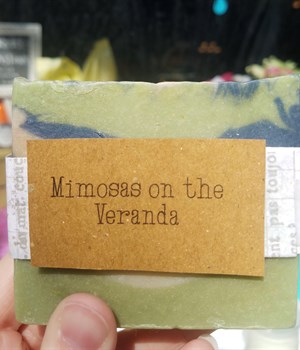 Mimosas on the
Veranda